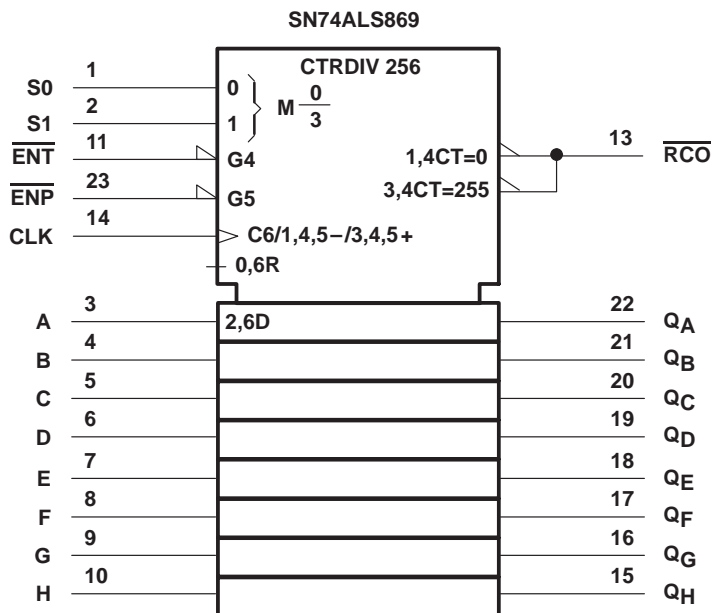 SN74ALS869
CTRDIV 256
S0 1 0 M 0/3
S1 2 1
ENT 11 G4 1,4CT=0 13 RCO
ENP 23 G5 3,4CT=255
CLK 14 C6/1,4,5−/3,4,5+
0,6R
A 3 2,6D 22 QA
B 4 21 QB
C 5 20 QC
D 6 19 QD
E 7 18 QE
F 8 17 QF
G 9 16 QG
H 10 15 QH